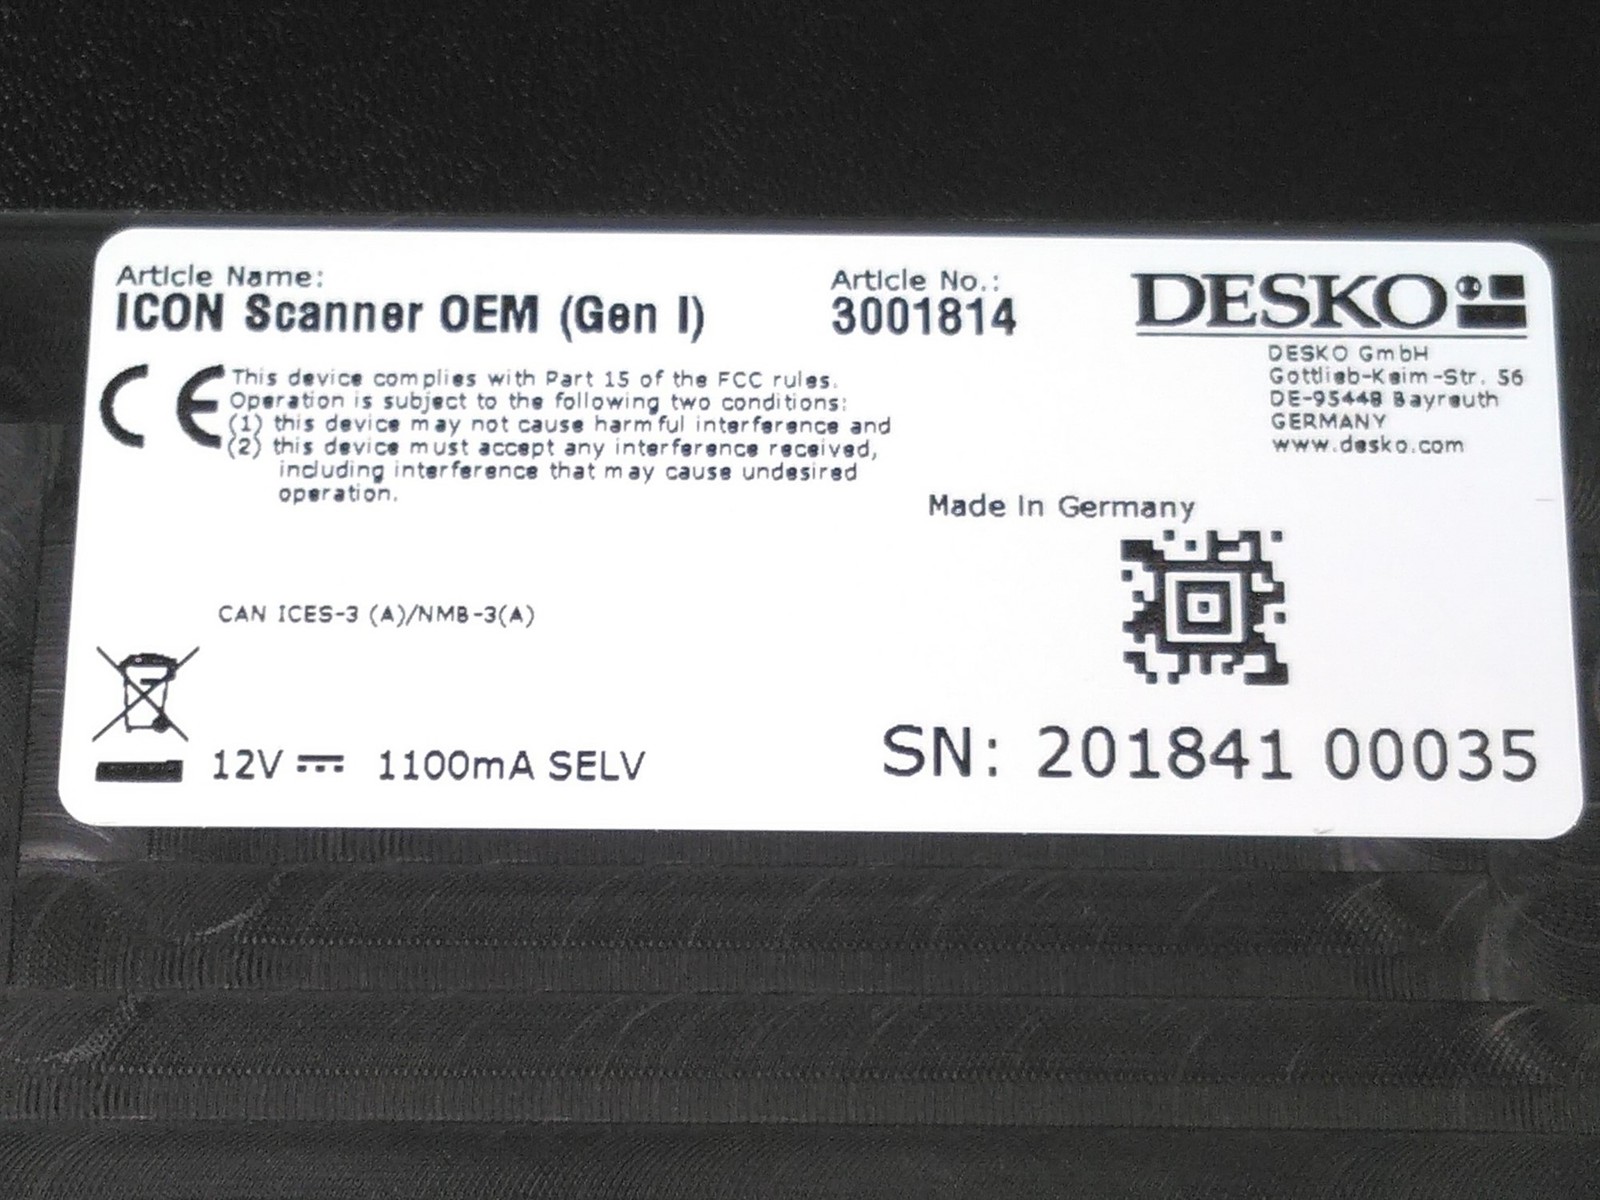 Article Name:
ICON Scanner OEM (Gen I)
Article No.:
3001814
DESKO
DESKO GmbH
Gottlieb-Keim-Str. 56
DE-95448 Bayreuth
GERMANY
www.desko.com
CE
This device complies with Part 15 of the FCC rules.
Operation is subject to the following two conditions:
(1) this device may not cause harmful interference and
(2) this device must accept any interference received,
including interference that may cause undesired
operation.
Made in Germany
CAN ICES-3 (A)/NMB-3(A)
12V ⎓ 1100mA SELV
SN: 201841 00035